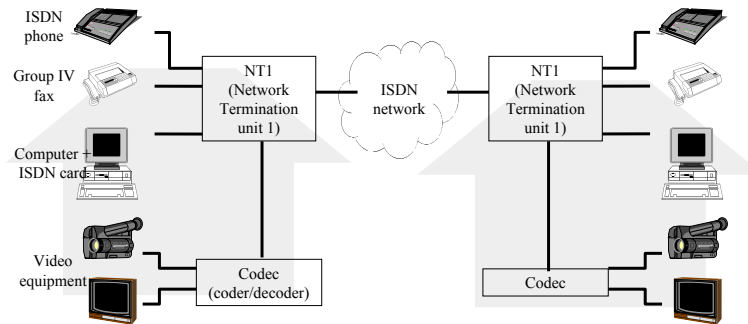 ISDN
phone
Group IV
fax
Computer +
ISDN card
Video
equipment
NT1
(Network
Termination
unit 1)
Codec
(coder/decoder)
ISDN
network
NT1
(Network
Termination
unit 1)
Codec